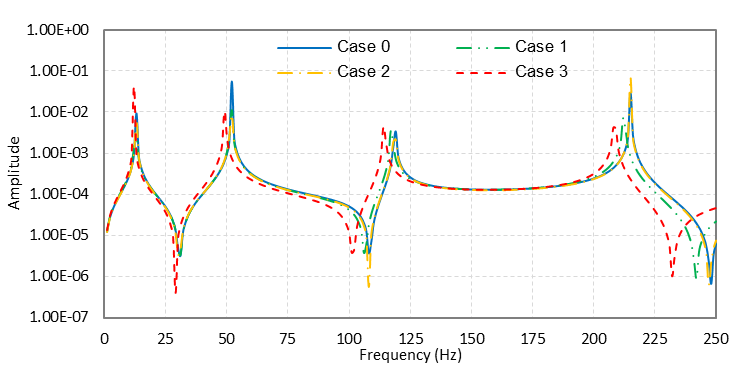 1.00E+00
1.00E-01
1.00E-02
1.00E-03
1.00E-04
1.00E-05
1.00E-06
1.00E-07
Amplitude
Case 0 Case 1
Case 2 Case 3
0 25 50 75 100 125 150 175 200 225 250
Frequency (Hz)